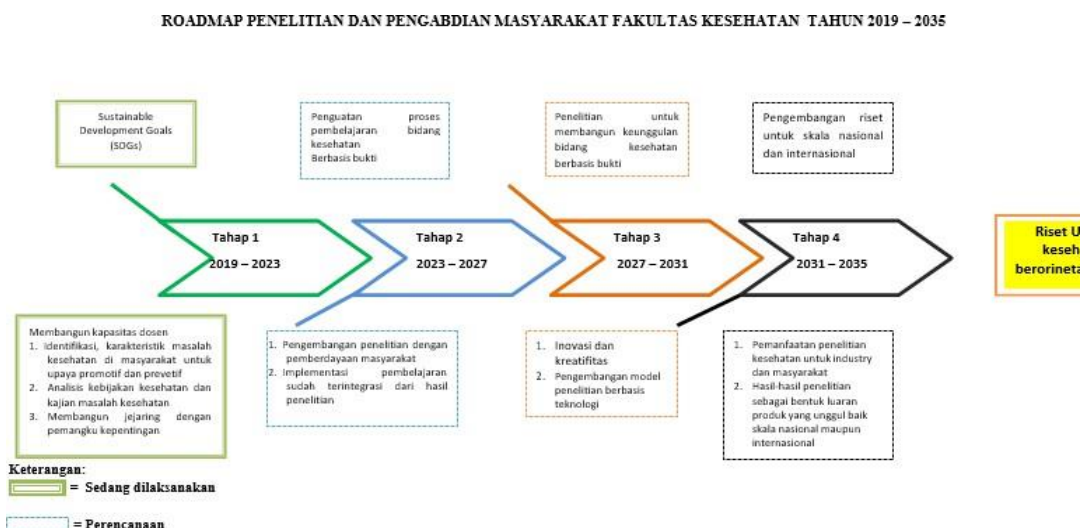 ROADMAP PENELITIAN DAN PENGABDIAN MASYARAKAT FAKULTAS KESEHATAN TAHUN 2019 – 2035
Sustainable
Development Goals
(SOGs)
Penguatan proses
pembelajaran bidang
kesehatan
Berbasis bukti
Penelitian untuk
membangun keunggulan
bidang kesehatan
berbasis bukti
Pengembangan riset
untuk skala nasional
dan internasional
Tahap 1
2019 – 2023
Tahap 2
2023 – 2027
Tahap 3
2027 – 2031
Tahap 4
2031 – 2035
Riset U
keseh
berorineta
Membangun kapasitas dosen
1. Identifikasi, karakteristik masalah
kesehatan di masyarakat untuk
upaya promotif dan prevetif
2. Analisis kebijakan kesehatan dan
kajian masalah kesehatan
3. Membangun jejaring dengan
pemangku kepentingan
1. Pengembangan penelitian dengan
pemberdayaan masyarakat
2. Implementasi pembelajaran
sudah terintegrasi dari hasil
penelitian
1. Inovasi dan
kreatifitas
2. Pengembangan model
penelitian berbasis
teknologi
1. Pemanfaatan penelitian
kesehatan untuk industry
dan masyarakat
2. Hasil-hasil penelitian
sebagai bentuk luaran
produk yang unggul baik
skala nasional maupun
internasional
Keterangan:
= Sedang dilaksanakan
= Perencanaan